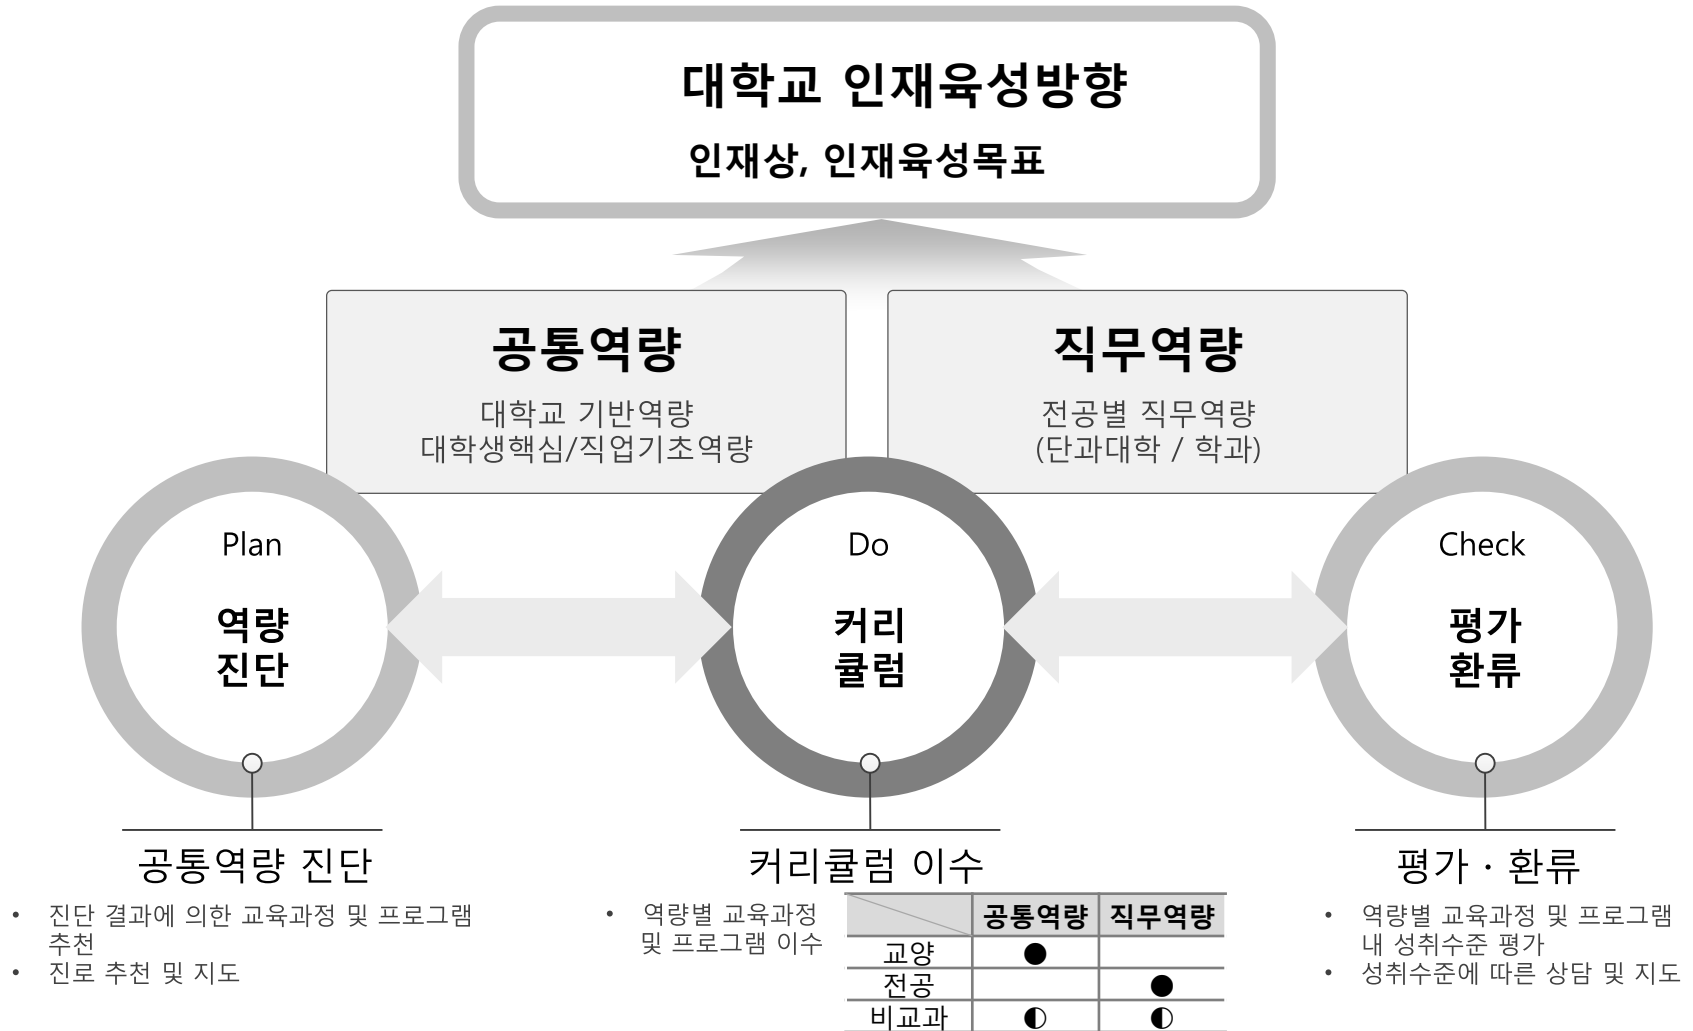 대학교 인재육성방향
인재상, 인재육성목표
공통역량
대학교 기반역량
대학생핵심/직업기초역량
직무역량
전공별 직무역량
(단과대학 / 학과)
Plan
역량
진단
Do
커리
큘럼
Check
평가
환류
공통역량 진단
• 진단 결과에 의한 교육과정 및 프로그램
추천
• 진로 추천 및 지도
커리큘럼 이수
• 역량별 교육과정
및 프로그램 이수
공통역량 직무역량
교양 ●
전공 ●
비교과 ◐ ◐
평가 · 환류
• 역량별 교육과정 및 프로그램
내 성취수준 평가
• 성취수준에 따른 상담 및 지도